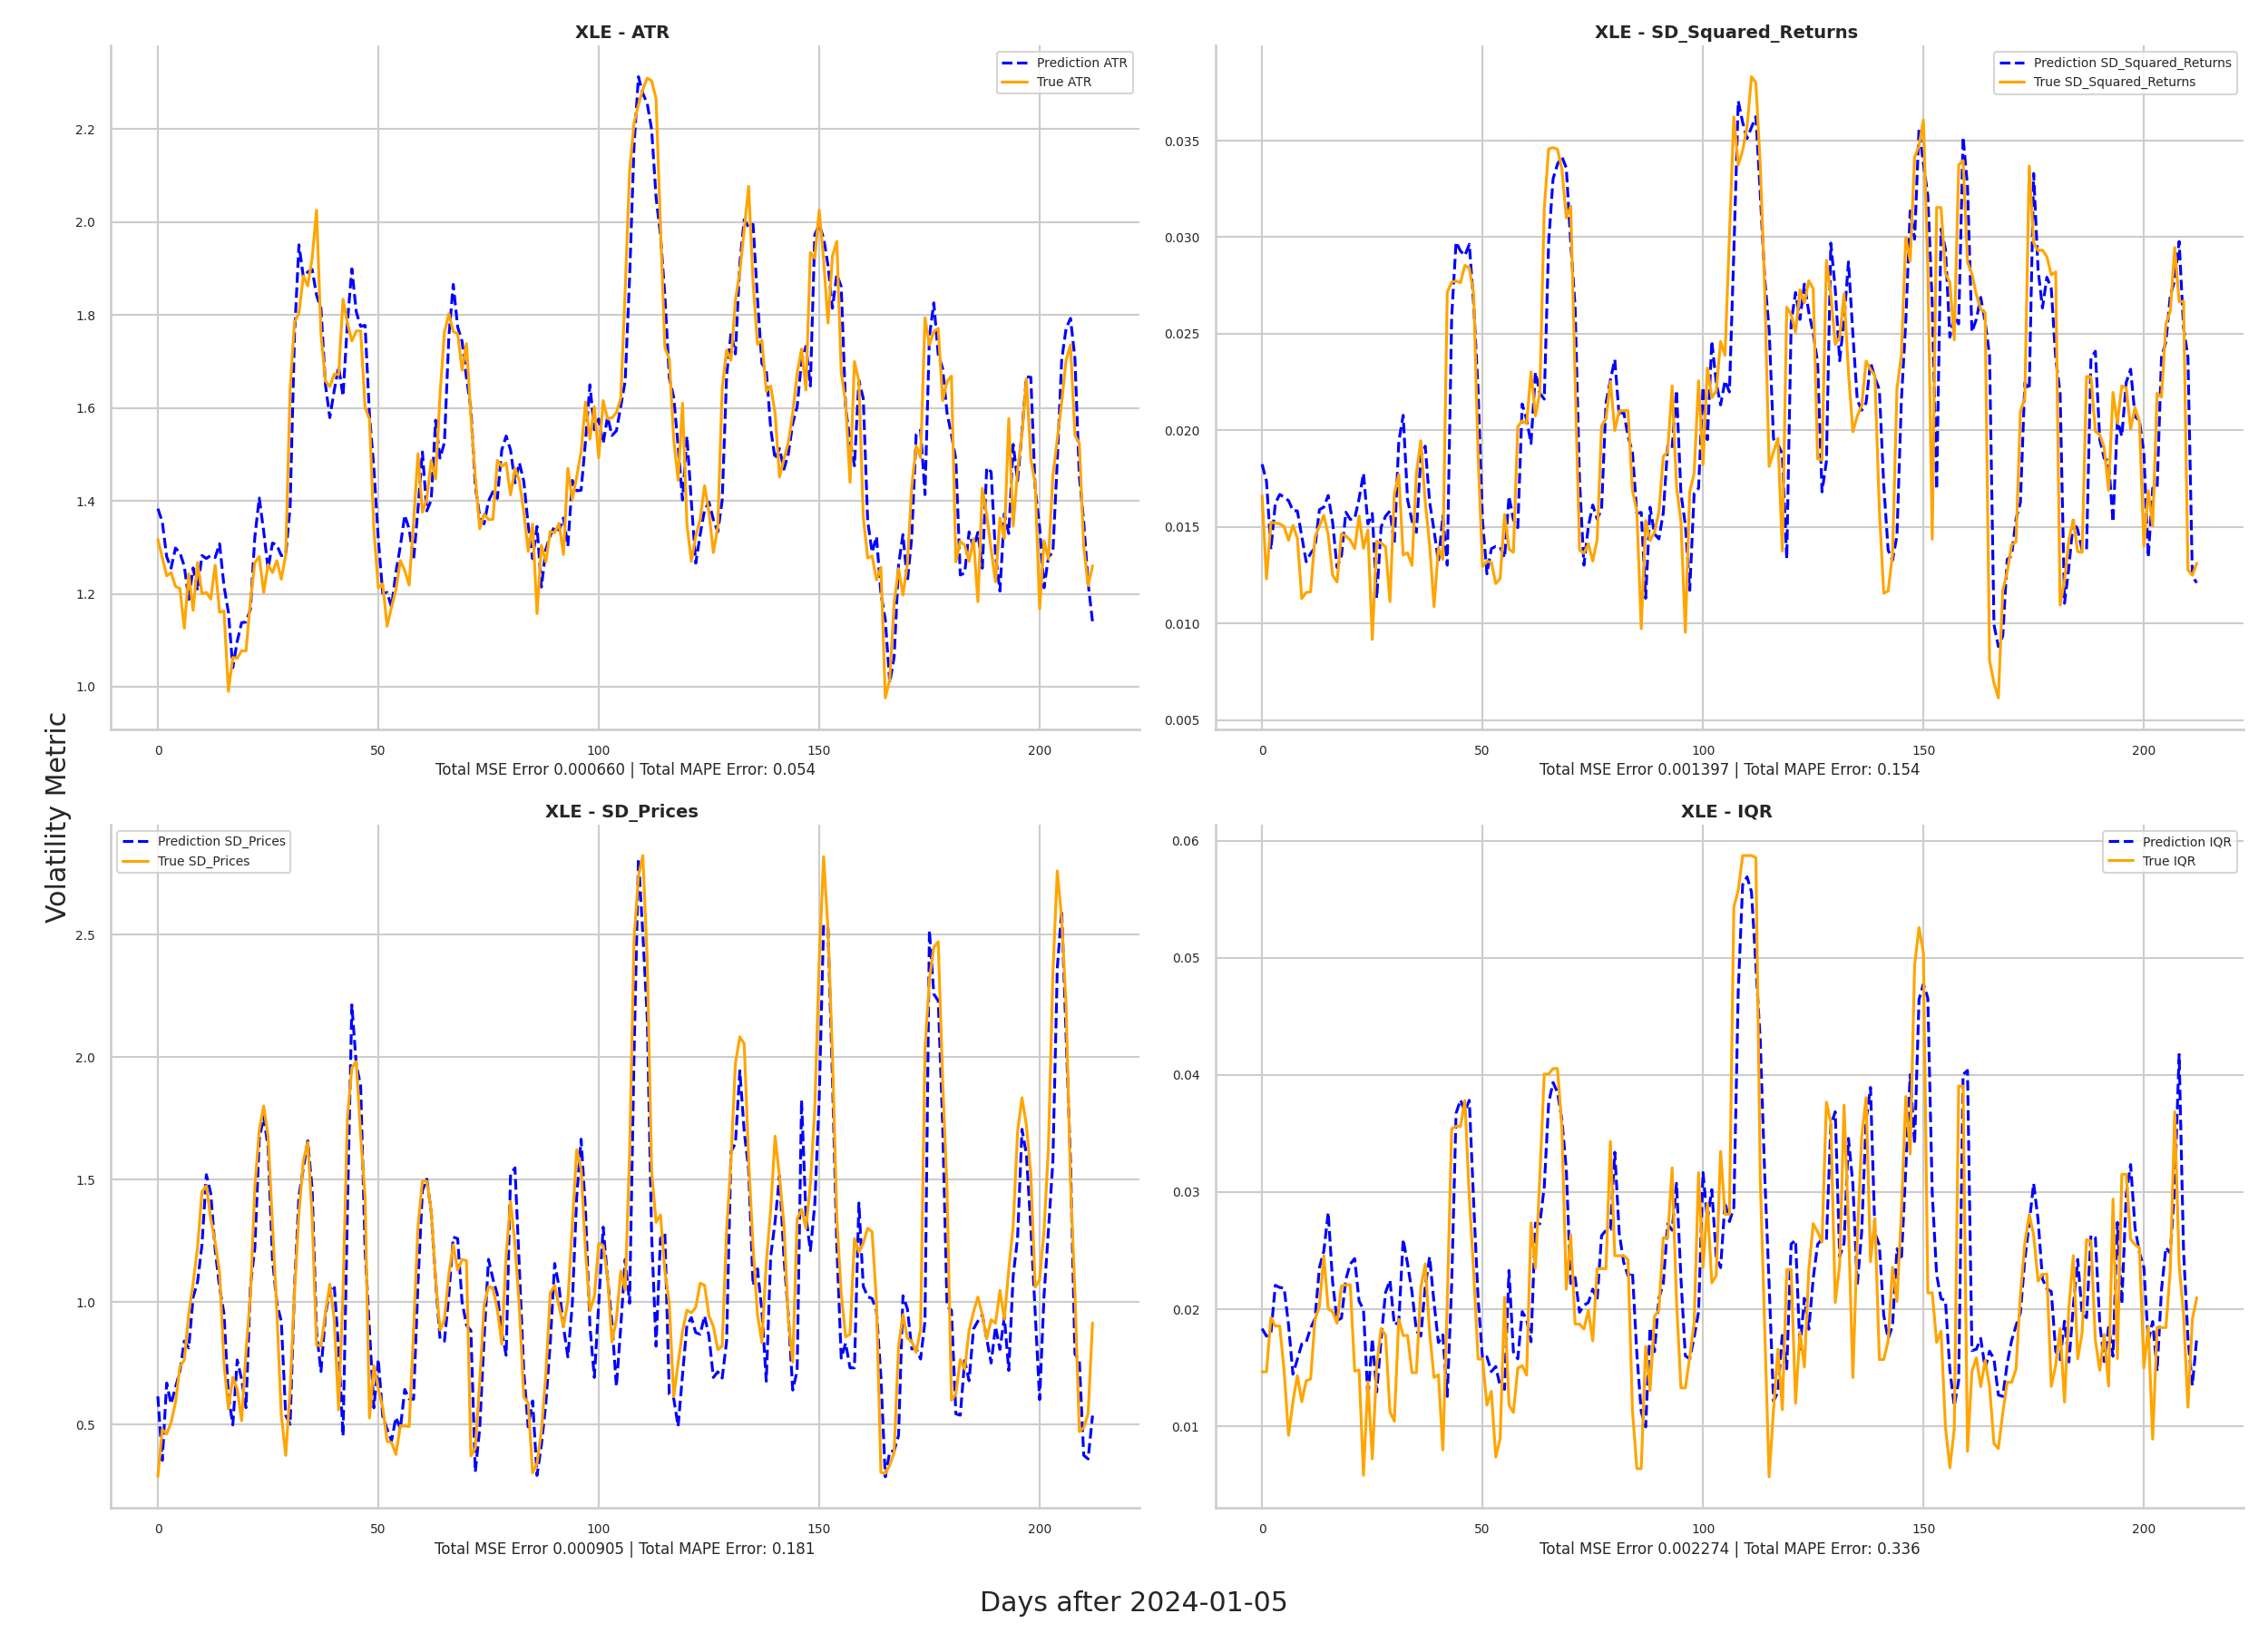 XLE - ATR
Prediction ATR
True ATR
2.2
2.0
1.8
1.6
1.4
1.2
1.0
0
50
100
150
200
Total MSE Error 0.000660 | Total MAPE Error: 0.054
XLE - SD_Squared_Returns
Prediction SD_Squared_Returns
True SD_Squared_Returns
0.035
0.030
0.025
0.020
0.015
0.010
0.005
0
50
100
150
200
Total MSE Error 0.001397 | Total MAPE Error: 0.154
Volatility Metric
XLE - SD_Prices
Prediction SD_Prices
True SD_Prices
2.5
2.0
1.5
1.0
0.5
0
50
100
150
200
Total MSE Error 0.000905 | Total MAPE Error: 0.181
XLE - IQR
Prediction IQR
True IQR
0.06
0.05
0.04
0.03
0.02
0.01
0
50
100
150
200
Total MSE Error 0.002274 | Total MAPE Error: 0.336
Days after 2024-01-05